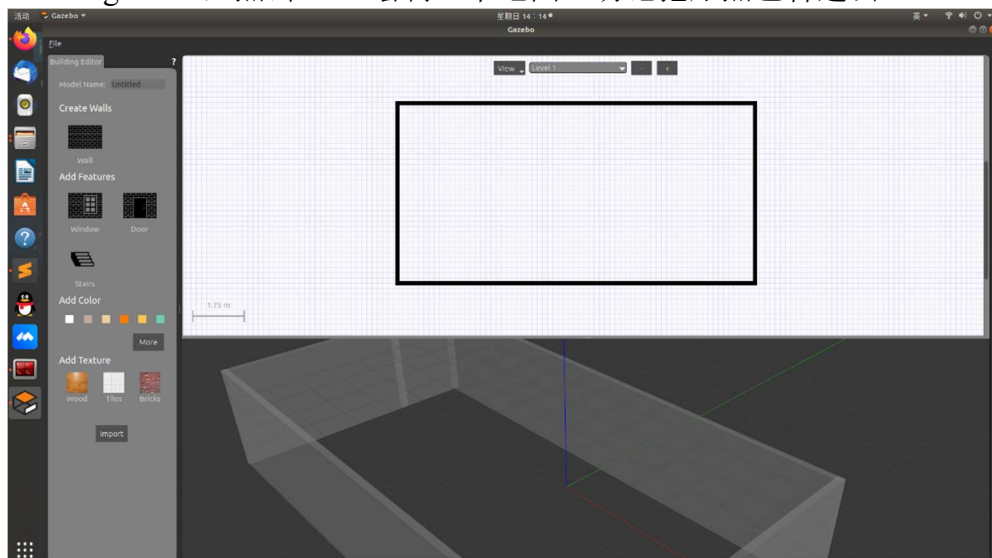 活动
Gazebo
星期日 14：14
英
Gazebo
File
Building Editor
?
Model Name:
Untitled
View
Level 1
-
+
Create Walls
Wall
Add Features
Window
Door
Stairs
Add Color
More
Add Texture
Wood
Tiles
Bricks
Import
1.75 m